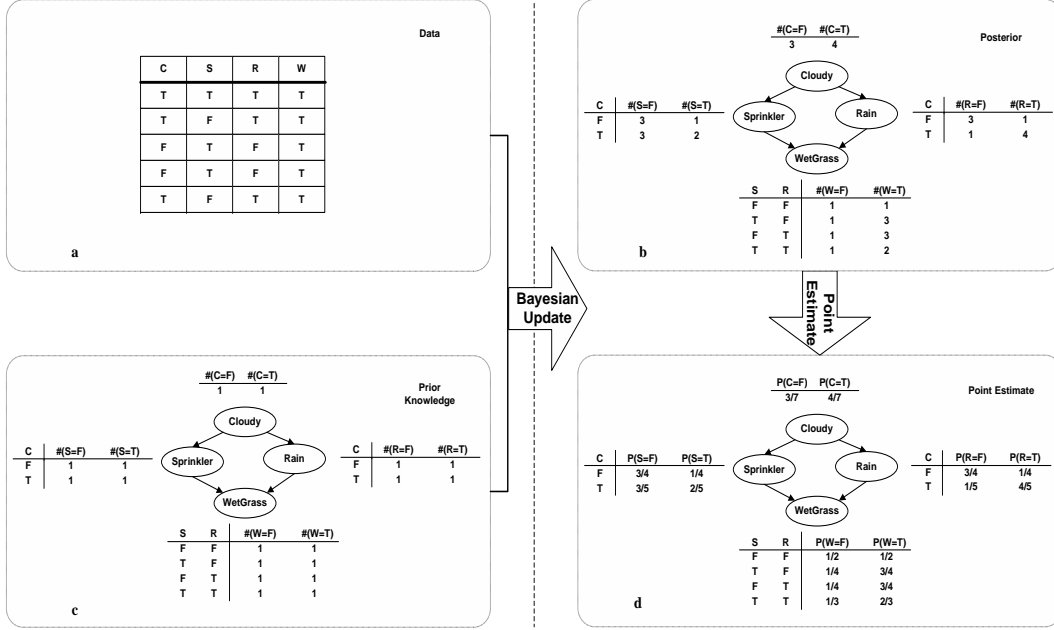 Data
C S R W
T T T T
T F T T
F T F T
F T F T
T F T T
a
Bayesian
Update
Prior
Knowledge
#(C=F) #(C=T)
1 1
Cloudy
C #(S=F) #(S=T)
F 1 1
T 1 1
Sprinkler
Rain
C #(R=F) #(R=T)
F 1 1
T 1 1
WetGrass
S R #(W=F) #(W=T)
F F 1 1
T F 1 1
F T 1 1
T T 1 1
c
Posterior
#(C=F) #(C=T)
3 4
Cloudy
C #(S=F) #(S=T)
F 3 1
T 3 2
Sprinkler
Rain
C #(R=F) #(R=T)
F 3 1
T 1 4
WetGrass
S R #(W=F) #(W=T)
F F 1 1
T F 1 3
F T 1 3
T T 1 2
b
Point
Estimate
Point Estimate
P(C=F) P(C=T)
3/7 4/7
Cloudy
C P(S=F) P(S=T)
F 3/4 1/4
T 3/5 2/5
Sprinkler
Rain
C P(R=F) P(R=T)
F 3/4 1/4
T 1/5 4/5
WetGrass
S R P(W=F) P(W=T)
F F 1/2 1/2
T F 1/4 3/4
F T 1/4 3/4
T T 1/3 2/3
d